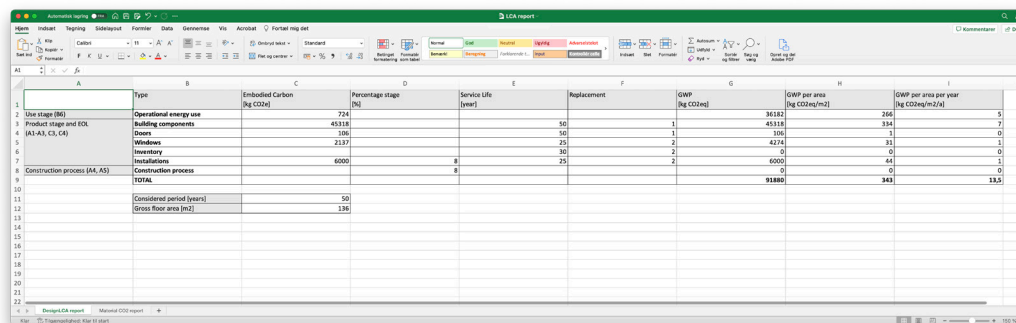 Automatisk lagring
LCA report
Hjem Indsæt Tegning Sidelayout Formler Data Gennemse Vis Acrobat Fortæl mig det
Kommentarer
Sæt ind
Klip
Kopiér
Formatér
Calibri 11
F K U
Ombryd tekst
Flet og centrer
Standard
Betinget formatering
Formatér som tabel
Normal God Neutral Ugyldig Advarselstekst
Bemærk! Beregning Forklarende t... Input Kontroller celle
Indsæt Slet Formatér
Autosum
Udfyld
Ryd
Sortér og filtrer
Søg og vælg
Opret og del Adobe PDF
A1 fx
A B C D E F G H I
1 Type Embodied Carbon Percentage stage Service Life Replacement GWP GWP per area GWP per area per year
[kg CO2e] [%] [year] [kg CO2eq] [kg CO2eq/m2] [kg CO2eq/m2/a]
2 Use stage (B6) Operational energy use 724 36182 266 5
3 Product stage and EOL Building components 45318 50 1 45318 334 7
4 (A1-A3, C3, C4) Doors 106 50 1 106 1 0
5 Windows 2137 25 2 4274 31 1
6 Inventory 30 2 0 0 0
7 Installations 6000 8 25 2 6000 44 1
8 Construction process (A4, A5) Construction process 8 0 0 0
9 TOTAL 91880 343 13,5
10
11 Considered period [years] 50
12 Gross floor area [m2] 136
13
14
15
16
17
18
19
20
21
22
DesignLCA report Material CO2 report +
Klar Tilgængelighed: Klar til start
160 %